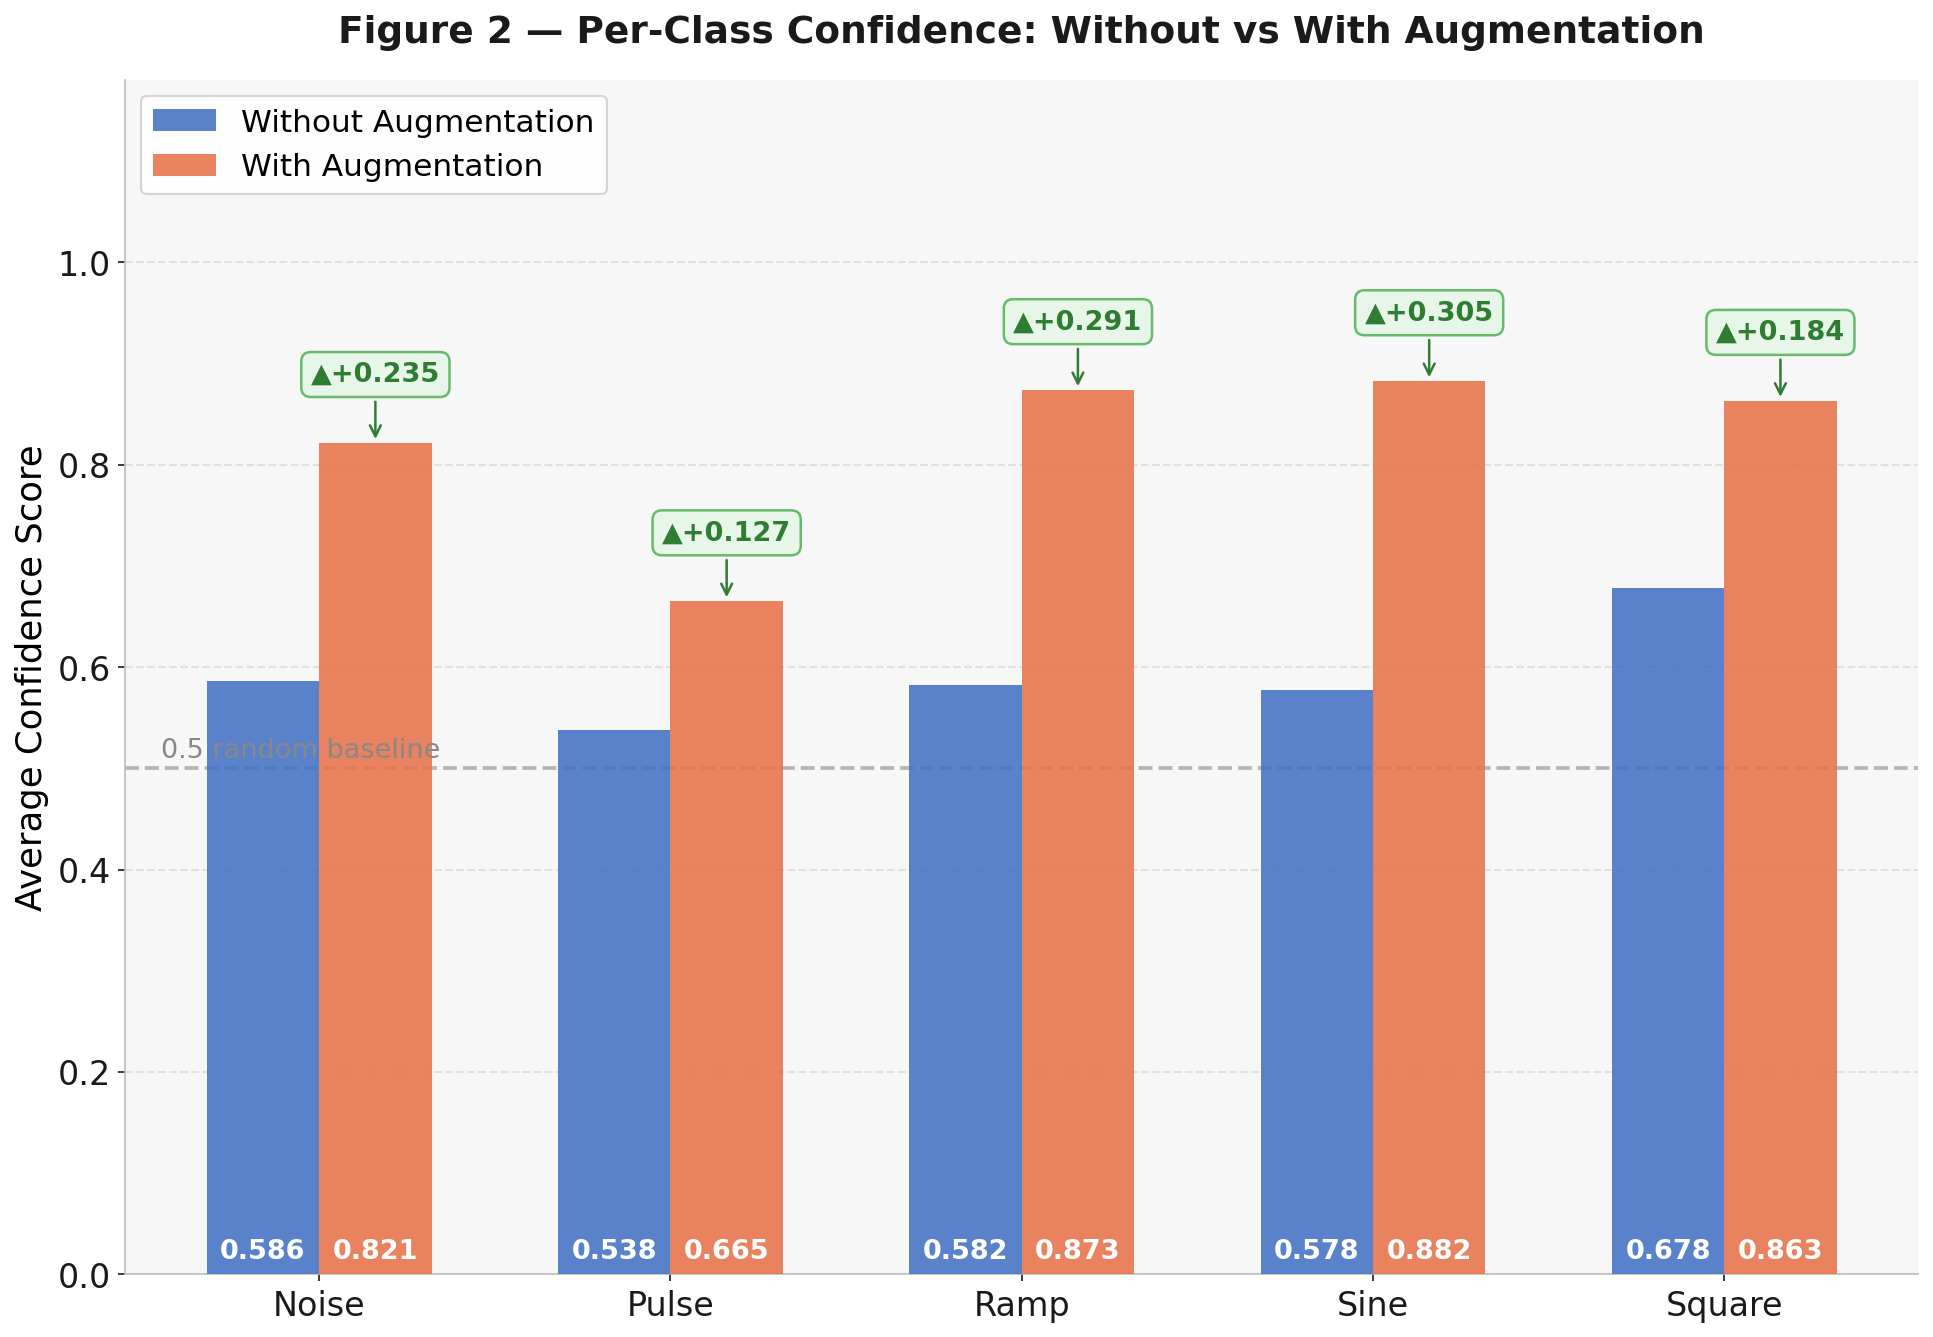 Figure 2 — Per-Class Confidence: Without vs With Augmentation
Without Augmentation
With Augmentation
Average Confidence Score
1.0
0.8
0.6
0.4
0.2
0.0
▲+0.235
▲+0.127
▲+0.291
▲+0.305
▲+0.184
0.5 random baseline
0.586 0.821 0.538 0.665 0.582 0.873 0.578 0.882 0.678 0.863
Noise Pulse Ramp Sine Square